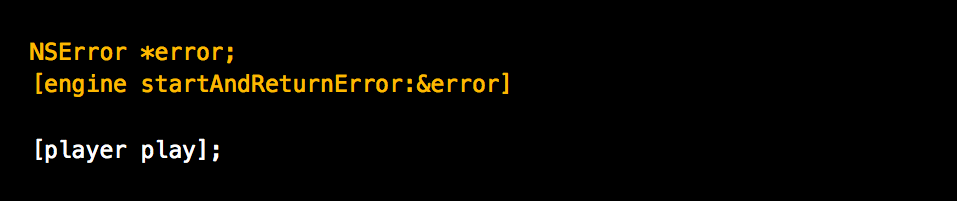 NSError *error;
[engine startAndReturnError:&error]
[player play];